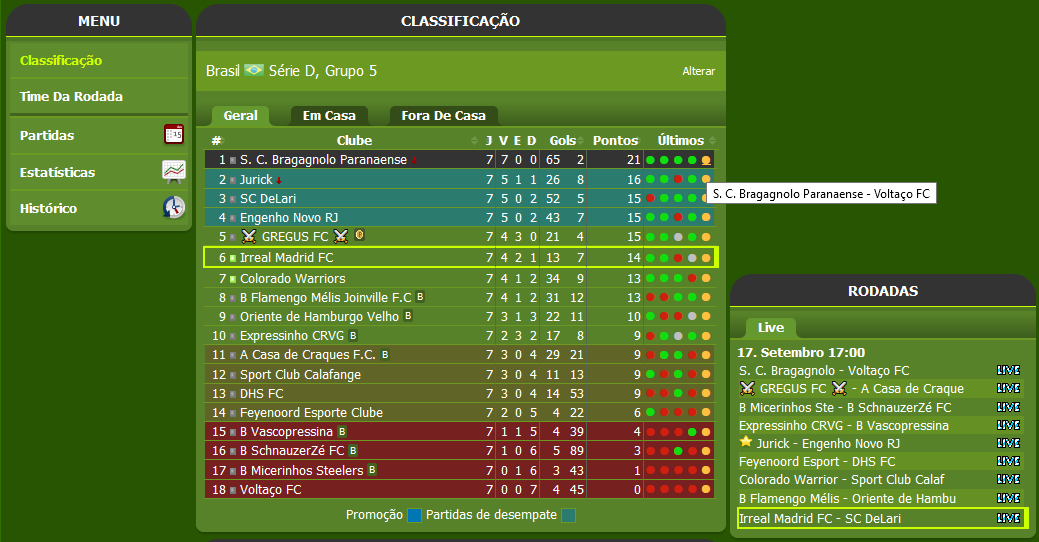 MENU
Classificação
Time Da Rodada
Partidas
15
Estatísticas
Histórico
CLASSIFICAÇÃO
Brasil Série D, Grupo 5 Alterar
Geral Em Casa Fora De Casa
# Clube J V E D Gols Pontos Últimos
1 S. C. Bragagnolo Paranaense 7 7 0 0 65 2 21
2 Jurick 7 5 1 1 26 8 16
3 SC DeLari 7 5 0 2 52 5 15
4 Engenho Novo RJ 7 5 0 2 43 7 15
5 GREGUS FC 7 4 3 0 21 4 15
6 Irreal Madrid FC 7 4 2 1 13 7 14
7 Colorado Warriors 7 4 1 2 34 9 13
8 B Flamengo Mélis Joinville F.C B 7 4 1 2 31 12 13
9 Oriente de Hamburgo Velho B 7 3 1 3 22 11 10
10 Expressinho CRVG B 7 2 3 2 17 8 9
11 A Casa de Craques F.C. B 7 3 0 4 29 21 9
12 Sport Club Calafange 7 3 0 4 11 13 9
13 DHS FC 7 3 0 4 14 53 9
14 Feyenoord Esporte Clube 7 2 0 5 4 22 6
15 B Vascopressina B 7 1 1 5 4 39 4
16 B SchnauzerZé FC B 7 1 0 6 5 89 3
17 B Micerinhos Steelers B 7 0 1 6 3 43 1
18 Voltaço FC 7 0 0 7 4 45 0
Promoção Partidas de desempate
S. C. Bragagnolo Paranaense - Voltaço FC
RODADAS
Live
17. Setembro 17:00
S. C. Bragagnolo - Voltaço FC LIVE
GREGUS FC - A Casa de Craque LIVE
B Micerinhos Ste - B SchnauzerZé FC LIVE
Expressinho CRVG - B Vascopressina LIVE
Jurick - Engenho Novo RJ LIVE
Feyenoord Esport - DHS FC LIVE
Colorado Warrior - Sport Club Calaf LIVE
B Flamengo Mélis - Oriente de Hambu LIVE
Irreal Madrid FC - SC DeLari LIVE